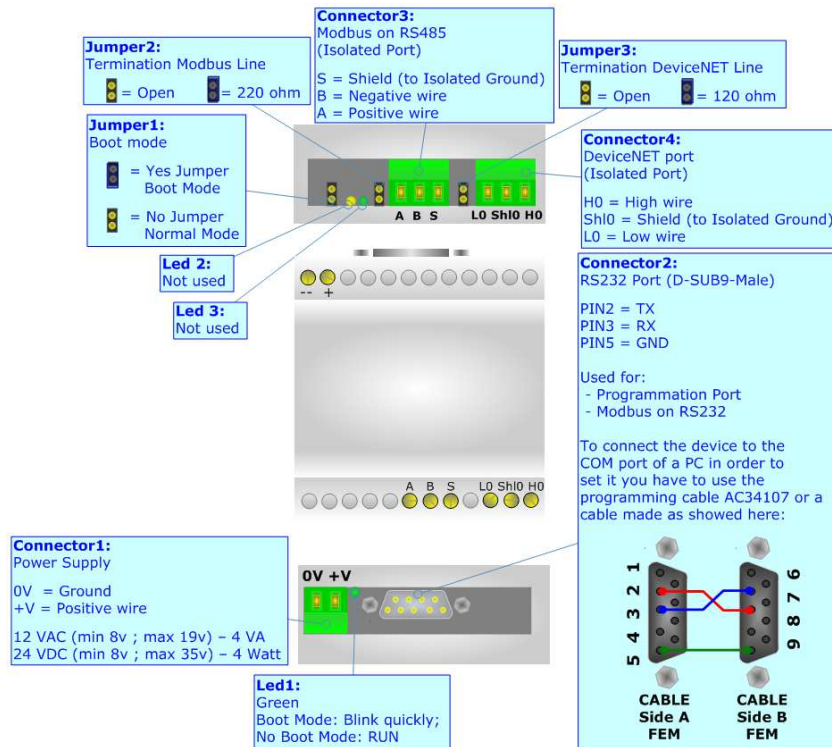 Connector3:
Modbus on RS485
(Isolated Port)
S = Shield (to Isolated Ground)
B = Negative wire
A = Positive wire
Jumper2:
Termination Modbus Line
= Open = 220 ohm
Jumper3:
Termination DeviceNET Line
= Open = 120 ohm
Jumper1:
Boot mode
= Yes Jumper
Boot Mode
= No Jumper
Normal Mode
Connector4:
DeviceNET port
(Isolated Port)
H0 = High wire
Shl0 = Shield (to Isolated Ground)
L0 = Low wire
A B S L0 Shl0 H0
Led 2:
Not used
Led 3:
Not used
-- +
Connector2:
RS232 Port (D-SUB9-Male)
PIN2 = TX
PIN3 = RX
PIN5 = GND
Used for:
- Programmation Port
- Modbus on RS232
To connect the device to the
COM port of a PC in order to
set it you have to use the
programming cable AC34107 or a
cable made as showed here:
A B S L0 Shl0 H0
Connector1:
Power Supply
0V = Ground
+V = Positive wire
12 VAC (min 8v ; max 19v) – 4 VA
24 VDC (min 8v ; max 35v) – 4 Watt
0V +V
Led1:
Green
Boot Mode: Blink quickly;
No Boot Mode: RUN
1
2
3
4
5
6
7
8
9
CABLE
Side A
FEM
CABLE
Side B
FEM